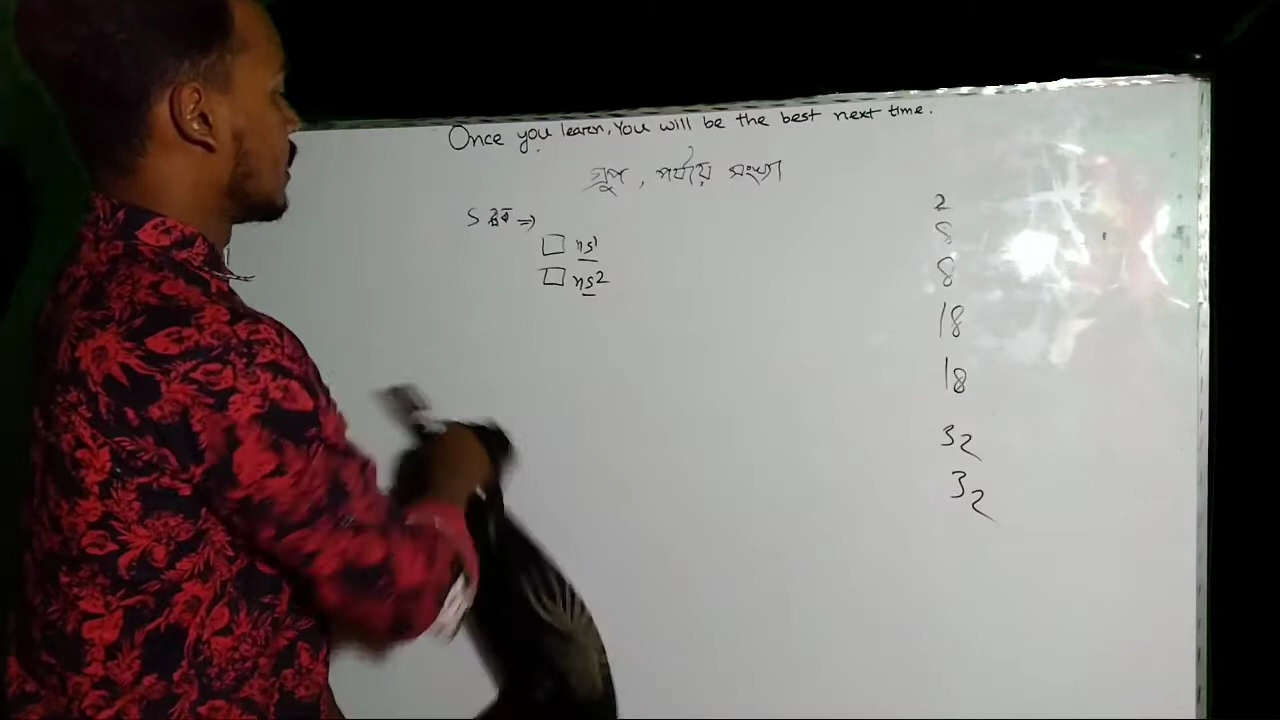 Once you learn, You will be the best next time.
গ্রুপ, পর্যায় সংখ্যা
S ব্লক ⇒
ns1
ns2
2
8
8
18
18
32
32